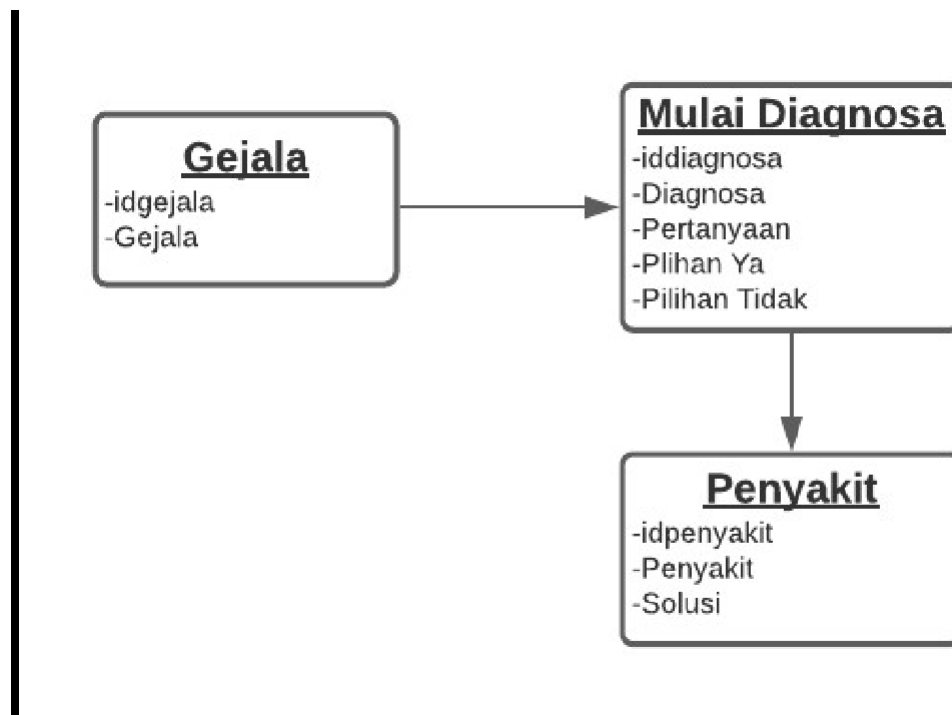 Gejala
-idgejala
-Gejala
Mulai Diagnosa
-iddiagnosa
-Diagnosa
-Pertanyaan
-Plihan Ya
-Pilihan Tidak
Penyakit
-idpenyakit
-Penyakit
-Solusi